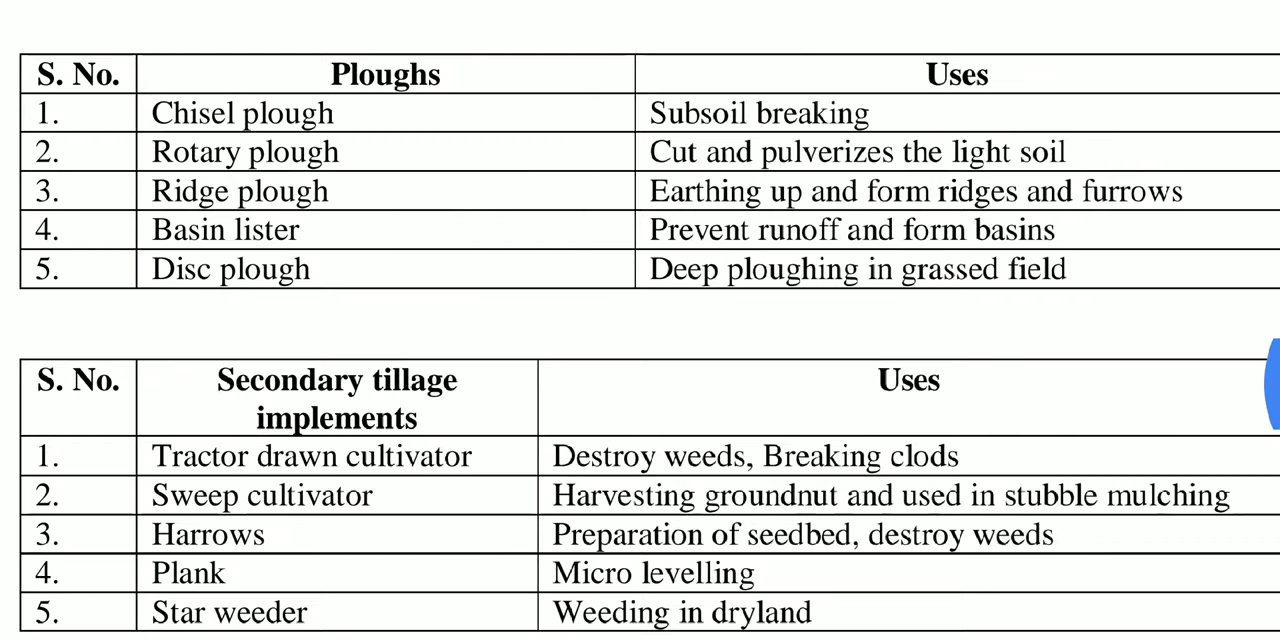 S. No. Ploughs Uses
1. Chisel plough Subsoil breaking
2. Rotary plough Cut and pulverizes the light soil
3. Ridge plough Earthing up and form ridges and furrows
4. Basin lister Prevent runoff and form basins
5. Disc plough Deep ploughing in grassed field
S. No. Secondary tillage Uses
implements
1. Tractor drawn cultivator Destroy weeds, Breaking clods
2. Sweep cultivator Harvesting groundnut and used in stubble mulching
3. Harrows Preparation of seedbed, destroy weeds
4. Plank Micro levelling
5. Star weeder Weeding in dryland